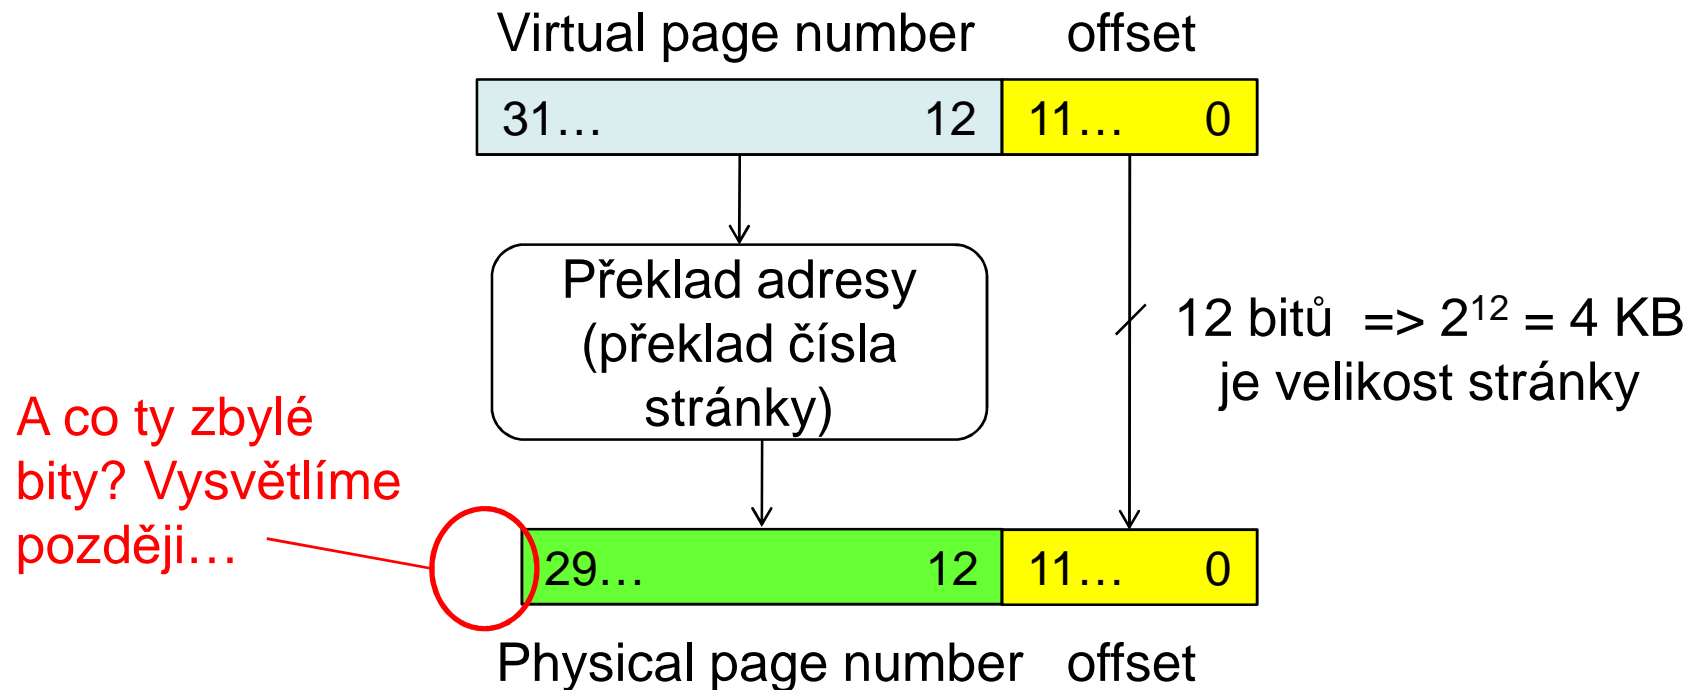 Virtual page number offset
31… 12 11… 0
Překlad adresy
(překlad čísla
stránky)
12 bitů => 2¹² = 4 KB
je velikost stránky
A co ty zbylé
bity? Vysvětlíme
později…
29… 12 11… 0
Physical page number offset